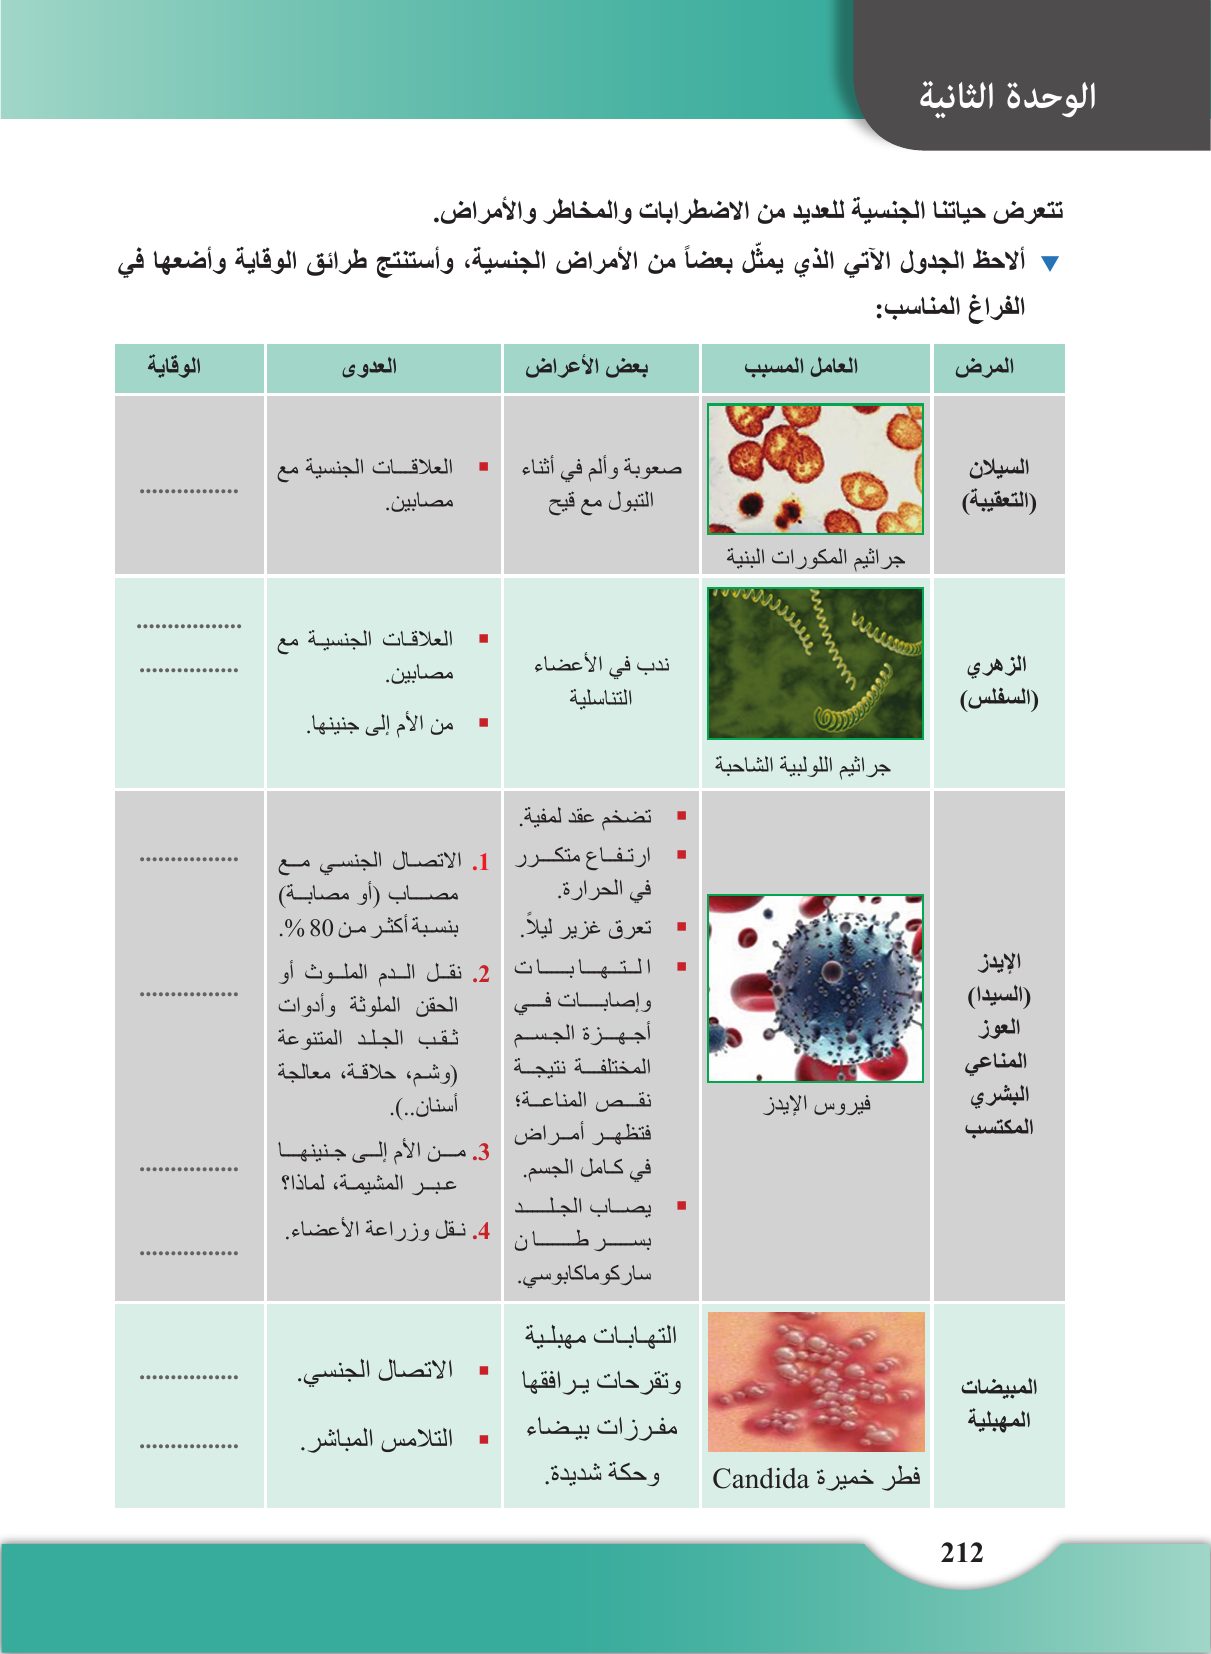 الوحدة الثانية
تتعرض حياتنا الجنسية للعديد من الاضطرابات والمخاطر والأمراض.
▼ ألاحظ الجدول الآتي الذي يمثّل بعضاً من الأمراض الجنسية، وأستنتج طرائق الوقاية وأضعها في
الفراغ المناسب:
المرض
العامل المسبب
بعض الأعراض
العدوى
الوقاية
السيلان
(التعقيبة)
جراثيم المكورات البنية
صعوبة وألم في أثناء
التبول مع قيح
▪ العلاقات الجنسية مع
مصابين.
................
الزهري
(السفلس)
جراثيم اللولبية الشاحبة
ندب في الأعضاء
التناسلية
▪ العلاقات الجنسية مع
مصابين.
▪ من الأم إلى جنينها.
.................
................
الإيدز
(السيدا)
العوز
المناعي
البشري
المكتسب
فيروس الإيدز
▪ تضخم عقد لمفية.
▪ ارتفاع متكرر
في الحرارة.
▪ تعرق غزير ليلاً.
▪ التهابات
وإصابات في
أجهزة الجسم
المختلفة نتيجة
نقص المناعة؛
فتظهر أمراض
في كامل الجسم.
▪ يصاب الجلد
بسرطان
ساركوماكابوسي.
1. الاتصال الجنسي مع
مصاب (أو مصابة)
بنسبة أكثر من 80 %.
2. نقل الدم الملوث أو
الحقن الملوثة وأدوات
ثقب الجلد المتنوعة
(وشم، حلاقة، معالجة
أسنان..).
3. من الأم إلى جنينها
عبر المشيمة، لماذا؟
4. نقل وزراعة الأعضاء.
................
................
................
................
المبيضات
المهبلية
فطر خميرة Candida
التهابات مهبلية
وتقرحات يرافقها
مفرزات بيضاء
وحكة شديدة.
▪ الاتصال الجنسي.
▪ التلامس المباشر.
................
................
212